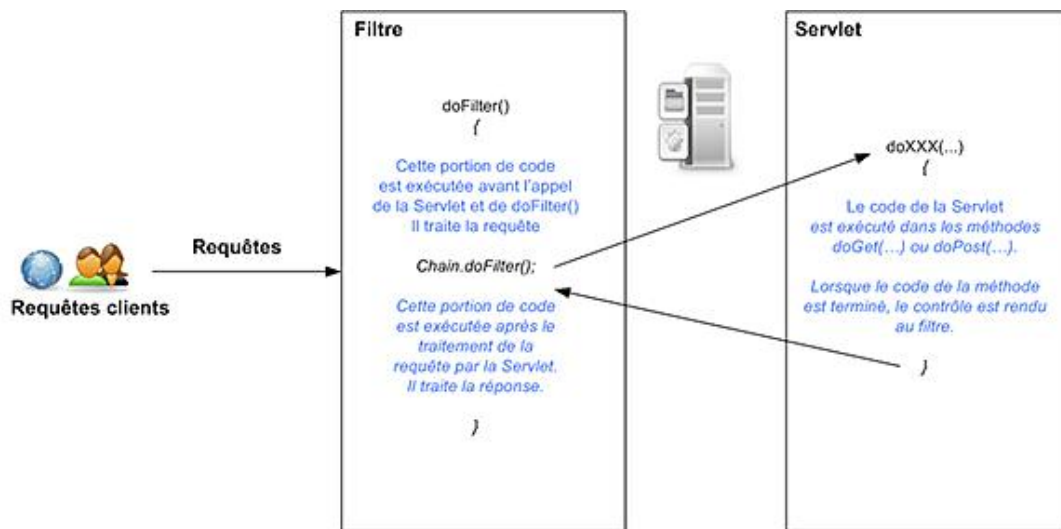 Filtre
doFilter()
{
Cette portion de code
est exécutée avant l'appel
de la Servlet et de doFilter()
Il traite la requête
Chain.doFilter();
Cette portion de code
est exécutée après le
traitement de la
requête par la Servlet.
Il traite la réponse.
}
Requêtes
Requêtes clients
Servlet
doXXX(...)
{
Le code de la Servlet
est exécuté dans les méthodes
doGet(...) ou doPost(...).
Lorsque le code de la méthode
est terminé, le contrôle est rendu
au filtre.
}